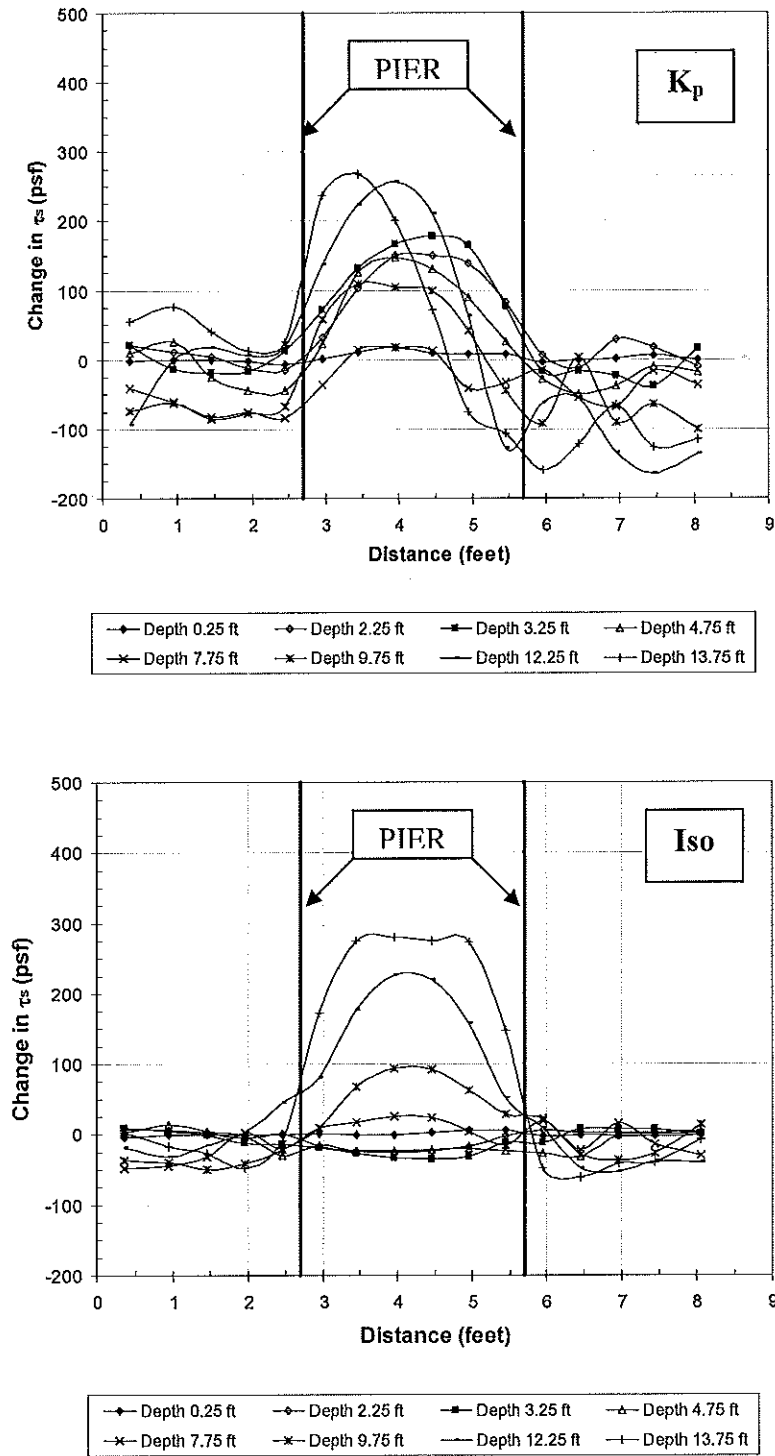 500
400
300
200
100
0
-100
-200
Change in τs (psf)
PIER
Kp
0 1 2 3 4 5 6 7 8 9
Distance (feet)
Depth 0.25 ft Depth 2.25 ft Depth 3.25 ft Depth 4.75 ft
Depth 7.75 ft Depth 9.75 ft Depth 12.25 ft Depth 13.75 ft
500
400
300
200
100
0
-100
-200
Change in τs (psf)
PIER
Iso
0 1 2 3 4 5 6 7 8 9
Distance (feet)
Depth 0.25 ft Depth 2.25 ft Depth 3.25 ft Depth 4.75 ft
Depth 7.75 ft Depth 9.75 ft Depth 12.25 ft Depth 13.75 ft